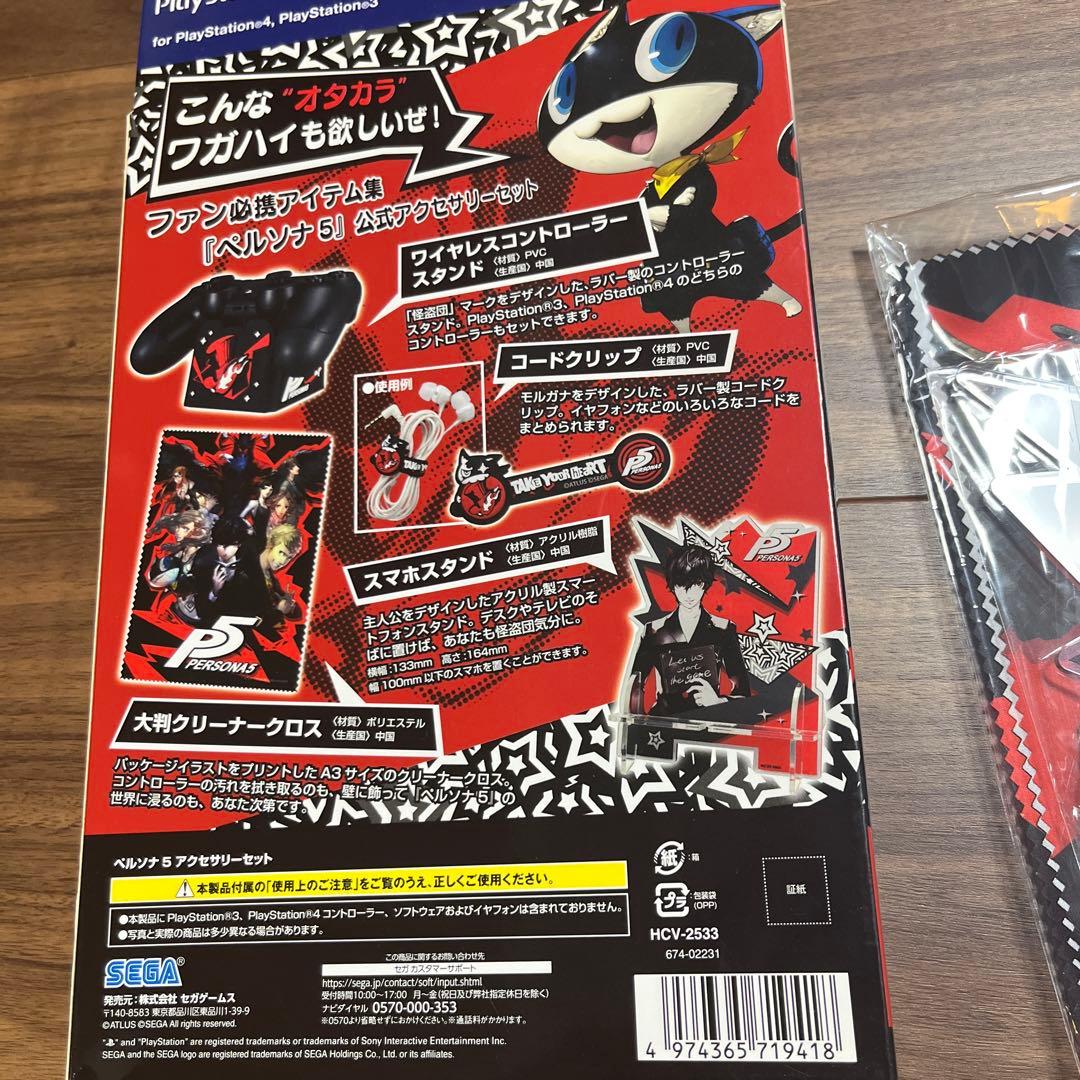 for PlayStation®4, PlayStation®3
こんな"オタカラ"
ワガハイも欲しいぜ!
ファン必携アイテム集
『ペルソナ5』公式アクセサリーセット
ワイヤレスコントローラー
スタンド 〈材質〉PVC
〈生産国〉中国
「怪盗団」マークをデザインした、ラバー製のコントローラー
スタンド。PlayStation®3、PlayStation®4のどちらの
コントローラーもセットできます。
コードクリップ 〈材質〉PVC
〈生産国〉中国
●使用例
モルガナをデザインした、ラバー製コードク
リップ。イヤフォンなどのいろいろなコードを
まとめられます。
TAKE YOUR HEART
©ATLUS ©SEGA
P5
PERSONA5
スマホスタンド 〈材質〉アクリル樹脂
〈生産国〉中国
主人公をデザインしたアクリル製スマー
トフォンスタンド。デスクやテレビのそ
ばに置けば、あなたも怪盗団気分に。
横幅:133mm 高さ:164mm
幅100mm以下のスマホを置くことができます。
P5
PERSONA5
Let us
start
the game
P5
PERSONA5
大判クリーナークロス 〈材質〉ポリエステル
〈生産国〉中国
パッケージイラストをプリントしたA3サイズのクリーナークロス。
コントローラーの汚れを拭き取るのも、壁に飾って『ペルソナ5』の
世界に浸るのも、あなた次第です。
ペルソナ5 アクセサリーセット
本製品付属の「使用上のご注意」をご覧のうえ、正しくご使用ください。
●本製品にPlayStation®3、PlayStation®4コントローラー、ソフトウェアおよびイヤフォンは含まれておりません。
●写真と実際の商品は多少異なる場合があります。
紙:箱
プラ:包装袋
(OPP)
証紙
HCV-2533
674-02231
SEGA®
発売元:株式会社 セガゲームス
〒140-8583 東京都品川区東品川1-39-9
©ATLUS ©SEGA All rights reserved.
この商品に関するお問い合わせ先
セガ カスタマーサポート
https://sega.jp/contact/soft/input.shtml
受付時間10:00~17:00 月~金(祝日及び弊社指定休日を除く)
ナビダイヤル 0570-000-353
※0570より省略せずにおかけください。※通話料がかかります。
" " and "PlayStation" are registered trademarks or trademarks of Sony Interactive Entertainment Inc.
SEGA and the SEGA logo are registered trademarks of SEGA Holdings Co., Ltd. or its affiliates.
4 974365 719418